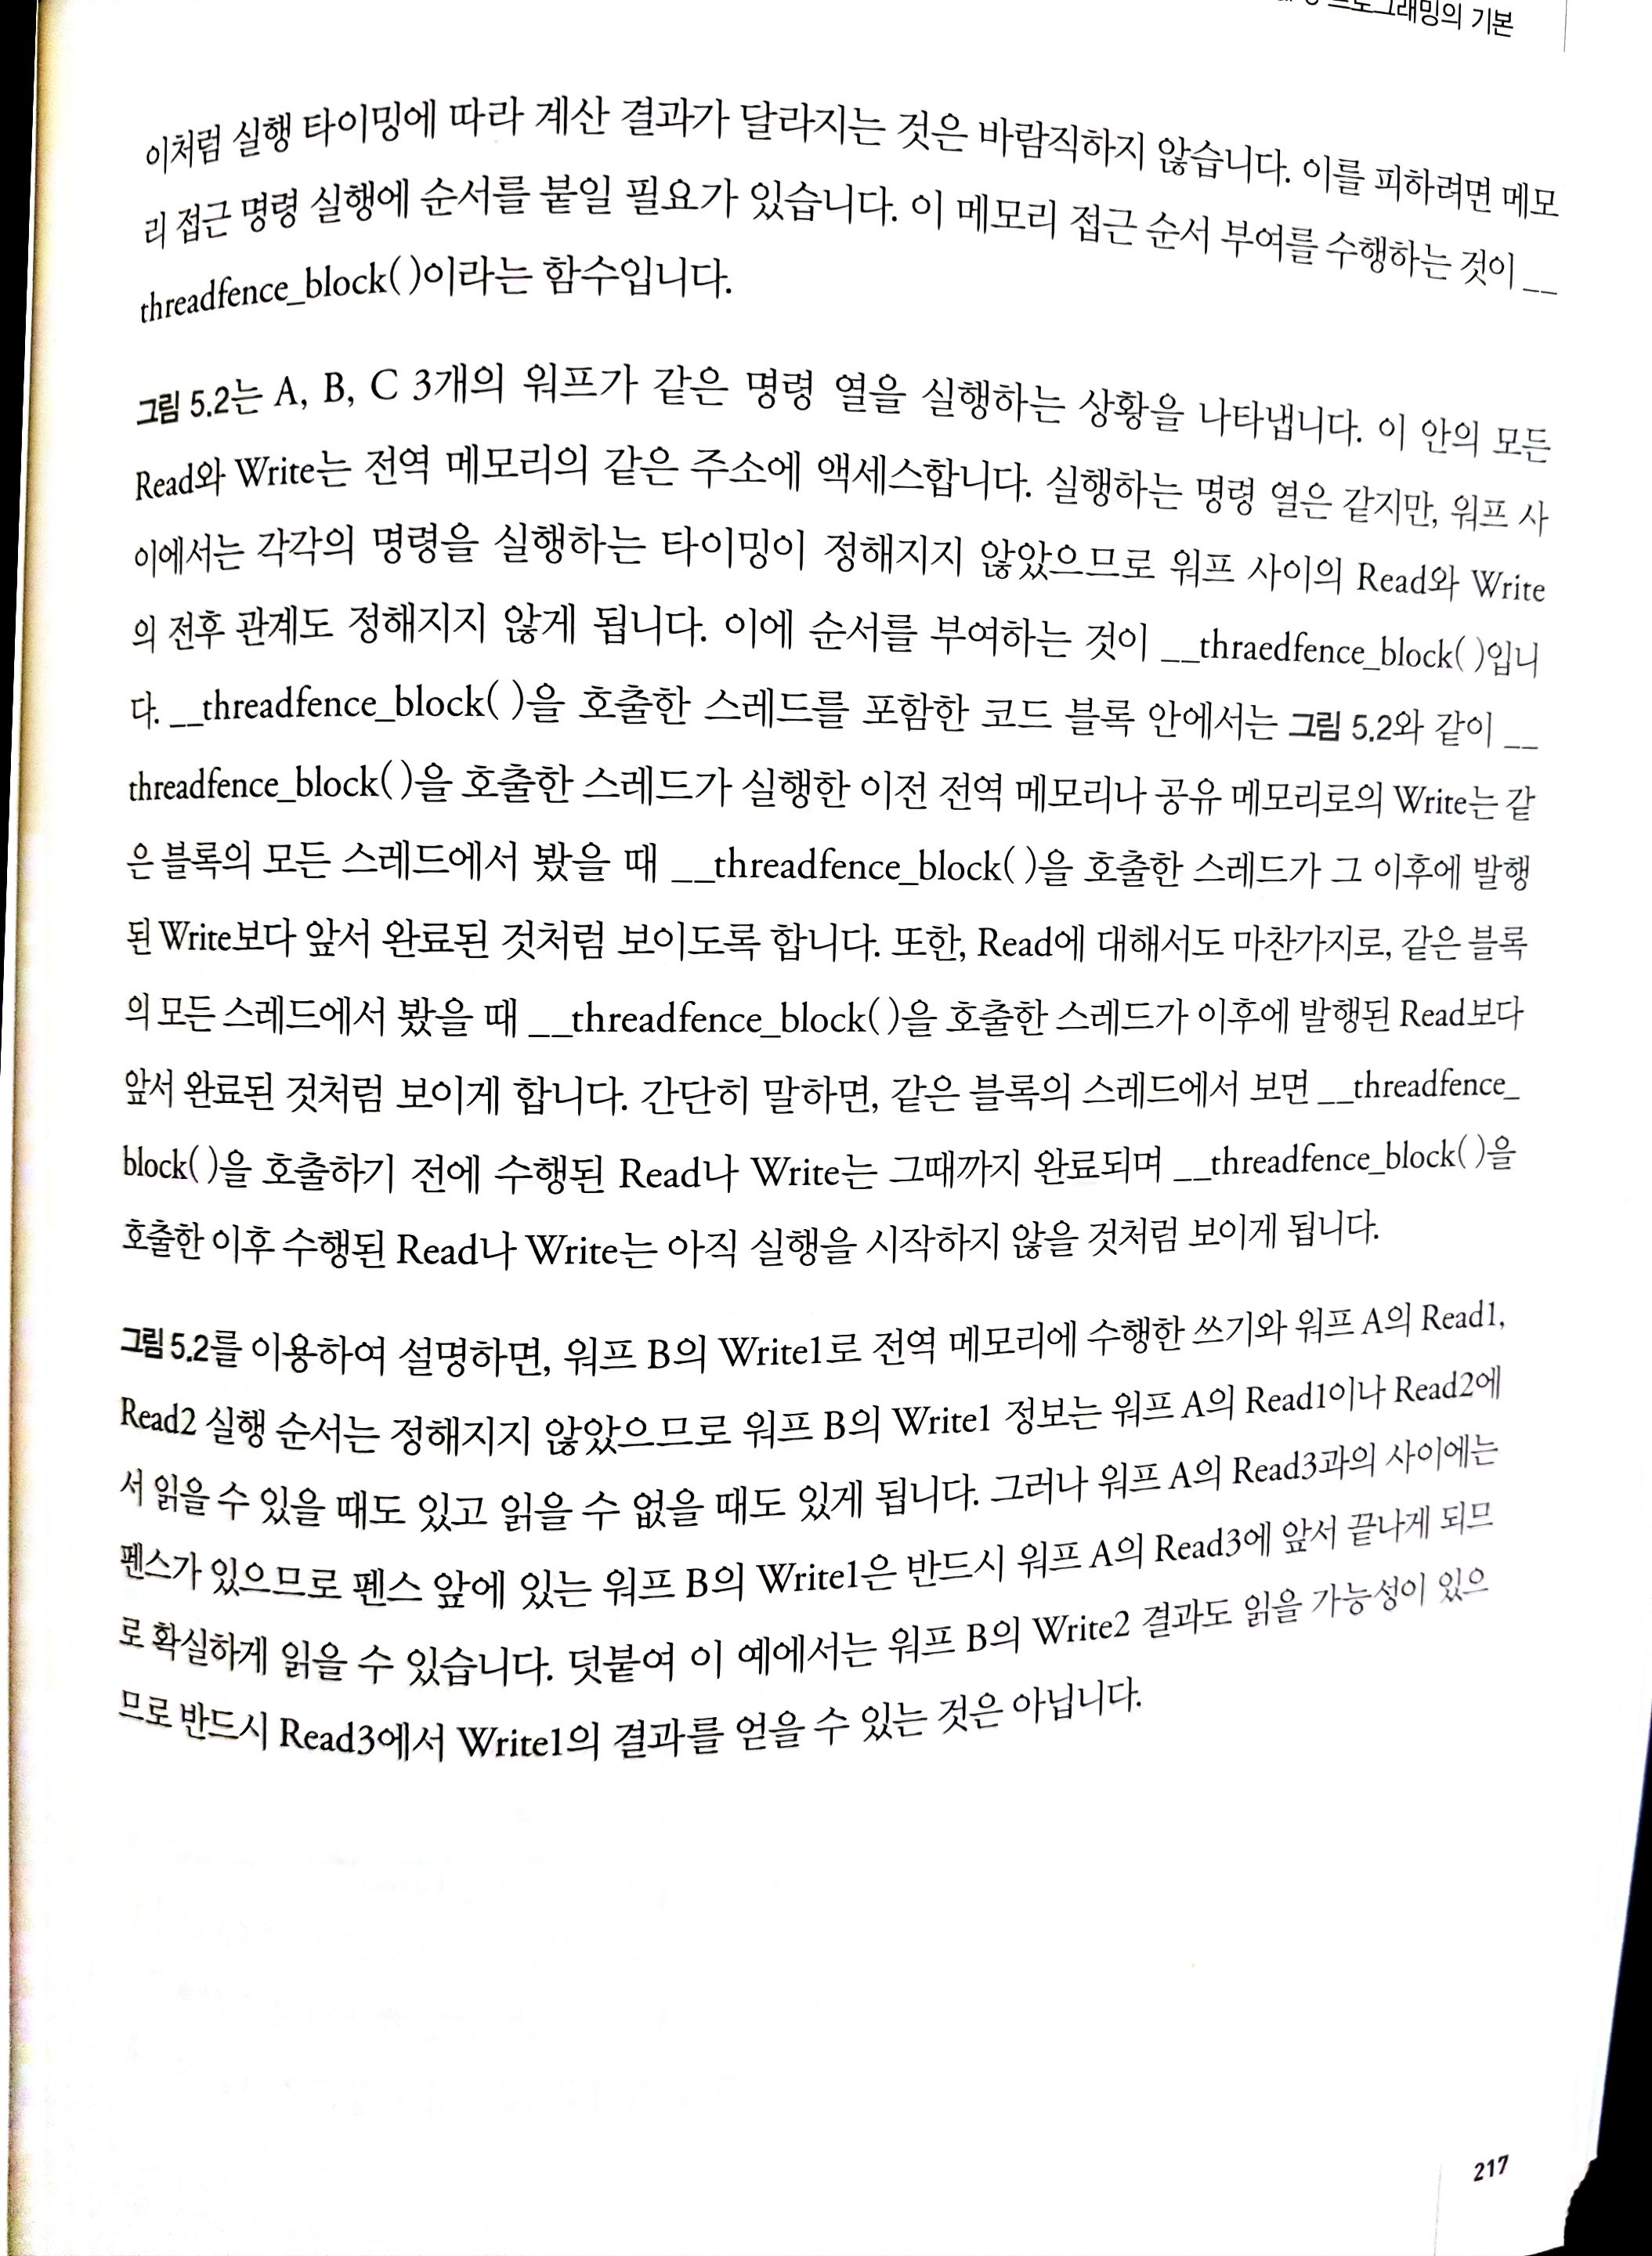 프로그래밍의 기본
이처럼 실행 타이밍에 따라 계산 결과가 달라지는 것은 바람직하지 않습니다. 이를 피하려면 메모
리 접근 명령 실행에 순서를 붙일 필요가 있습니다. 이 메모리 접근 순서 부여를 수행하는 것이 __
threadfence_block( )이라는 함수입니다.
그림 5.2는 A, B, C 3개의 워프가 같은 명령 열을 실행하는 상황을 나타냅니다. 이 안의 모든
Read와 Write는 전역 메모리의 같은 주소에 액세스합니다. 실행하는 명령 열은 같지만, 워프 사
이에서는 각각의 명령을 실행하는 타이밍이 정해지지 않았으므로 워프 사이의 Read와 Write
의 전후 관계도 정해지지 않게 됩니다. 이에 순서를 부여하는 것이 __thraedfence_block( )입니
다. __threadfence_block( )을 호출한 스레드를 포함한 코드 블록 안에서는 그림 5.2와 같이 __
threadfence_block( )을 호출한 스레드가 실행한 이전 전역 메모리나 공유 메모리로의 Write는 같
은 블록의 모든 스레드에서 봤을 때 __threadfence_block( )을 호출한 스레드가 그 이후에 발행
된 Write보다 앞서 완료된 것처럼 보이도록 합니다. 또한, Read에 대해서도 마찬가지로, 같은 블록
의 모든 스레드에서 봤을 때 __threadfence_block( )을 호출한 스레드가 이후에 발행된 Read보다
앞서 완료된 것처럼 보이게 합니다. 간단히 말하면, 같은 블록의 스레드에서 보면 __threadfence_
block( )을 호출하기 전에 수행된 Read나 Write는 그때까지 완료되며 __threadfence_block( )을
호출한 이후 수행된 Read나 Write는 아직 실행을 시작하지 않을 것처럼 보이게 됩니다.
그림 5.2를 이용하여 설명하면, 워프 B의 Write1로 전역 메모리에 수행한 쓰기와 워프 A의 Read1,
Read2 실행 순서는 정해지지 않았으므로 워프 B의 Write1 정보는 워프 A의 Read1이나 Read2에
서 읽을 수 있을 때도 있고 읽을 수 없을 때도 있게 됩니다. 그러나 워프 A의 Read3과의 사이에는
펜스가 있으므로 펜스 앞에 있는 워프 B의 Write1은 반드시 워프 A의 Read3에 앞서 끝나게 되므
로 확실하게 읽을 수 있습니다. 덧붙여 이 예에서는 워프 B의 Write2 결과도 읽을 가능성이 있으
므로 반드시 Read3에서 Write1의 결과를 얻을 수 있는 것은 아닙니다.
217